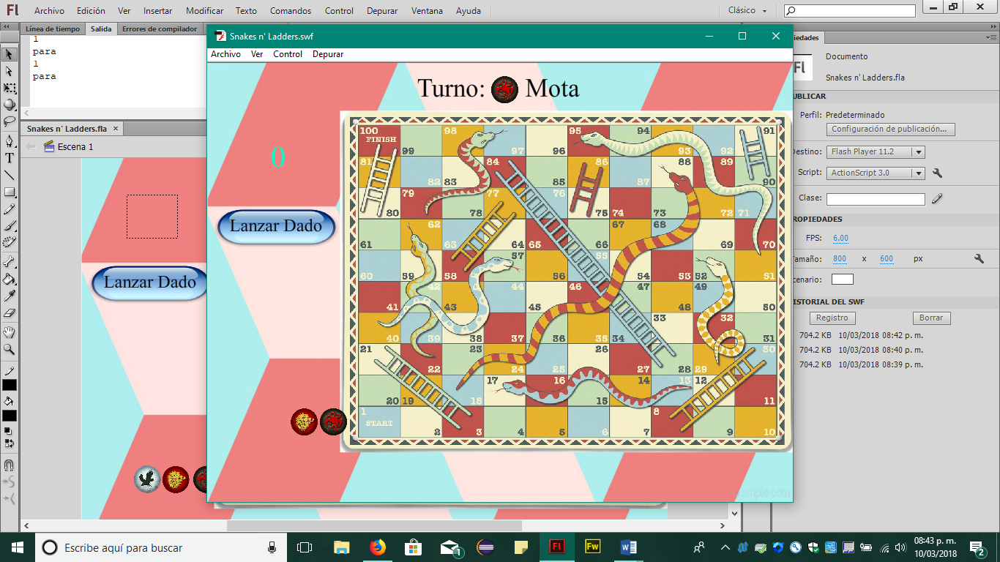 Fl Archivo Edición Ver Insertar Modificar Texto Comandos Control Depurar Ventana Ayuda Clásico
Línea de tiempo Salida Errores de compilador
1
para
1
para
Snakes n' Ladders.fla
Escena 1
Lanzar Dado
Snakes n' Ladders.swf
Archivo Ver Control Depurar
Turno: Mota
0
Lanzar Dado
100 99 98 97 96 95 94 93 92 91
FINISH
81 82 83 84 85 86 87 88 89 90
80 79 78 77 76 75 74 73 72 71
61 62 63 64 65 66 67 68 69 70
60 59 58 57 56 55 54 53 52 51
41 42 43 44 45 46 47 48 49 50
40 39 38 37 36 35 34 33 32 31
21 22 23 24 25 26 27 28 29 30
20 19 18 17 16 15 14 13 12 11
1 2 3 4 5 6 7 8 9 10
START
iedades
Fl
Documento
Snakes n' Ladders.fla
PUBLICAR
Perfil: Predeterminado
Configuración de publicación...
Destino: Flash Player 11.2
Script: ActionScript 3.0
Clase:
PROPIEDADES
FPS: 6.00
Tamaño: 800 x 600 px
cenario:
HISTORIAL DEL SWF
Registro Borrar
704.2 KB 10/03/2018 08:42 p. m.
704.2 KB 10/03/2018 08:40 p. m.
704.2 KB 10/03/2018 08:39 p. m.
Escribe aquí para buscar
1
Fl
Fw
W
08:43 p. m.
10/03/2018
2